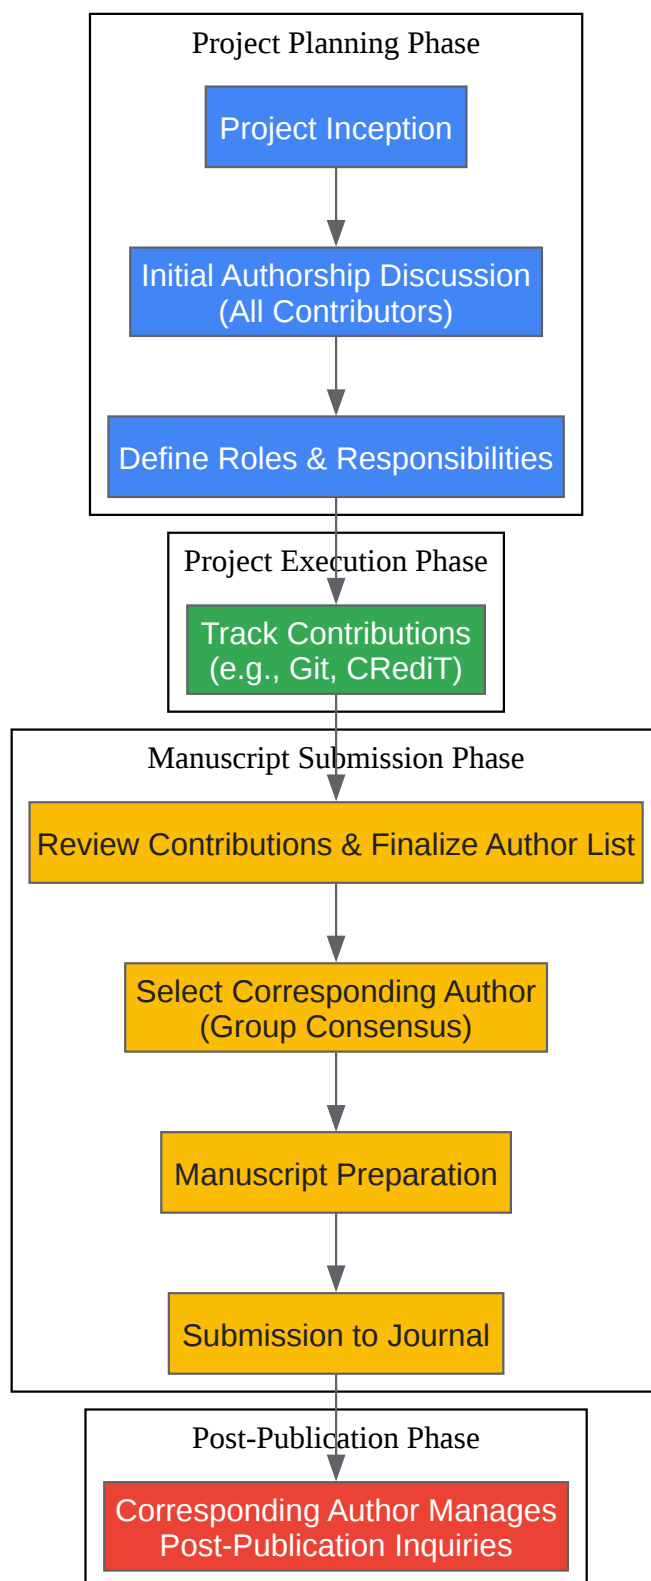 Project Planning Phase
Project Inception
Initial Authorship Discussion
(All Contributors)
Define Roles & Responsibilities
Project Execution Phase
Track Contributions
(e.g., Git, CRediT)
Manuscript Submission Phase
Review Contributions & Finalize Author List
Select Corresponding Author
(Group Consensus)
Manuscript Preparation
Submission to Journal
Post-Publication Phase
Corresponding Author Manages
Post-Publication Inquiries